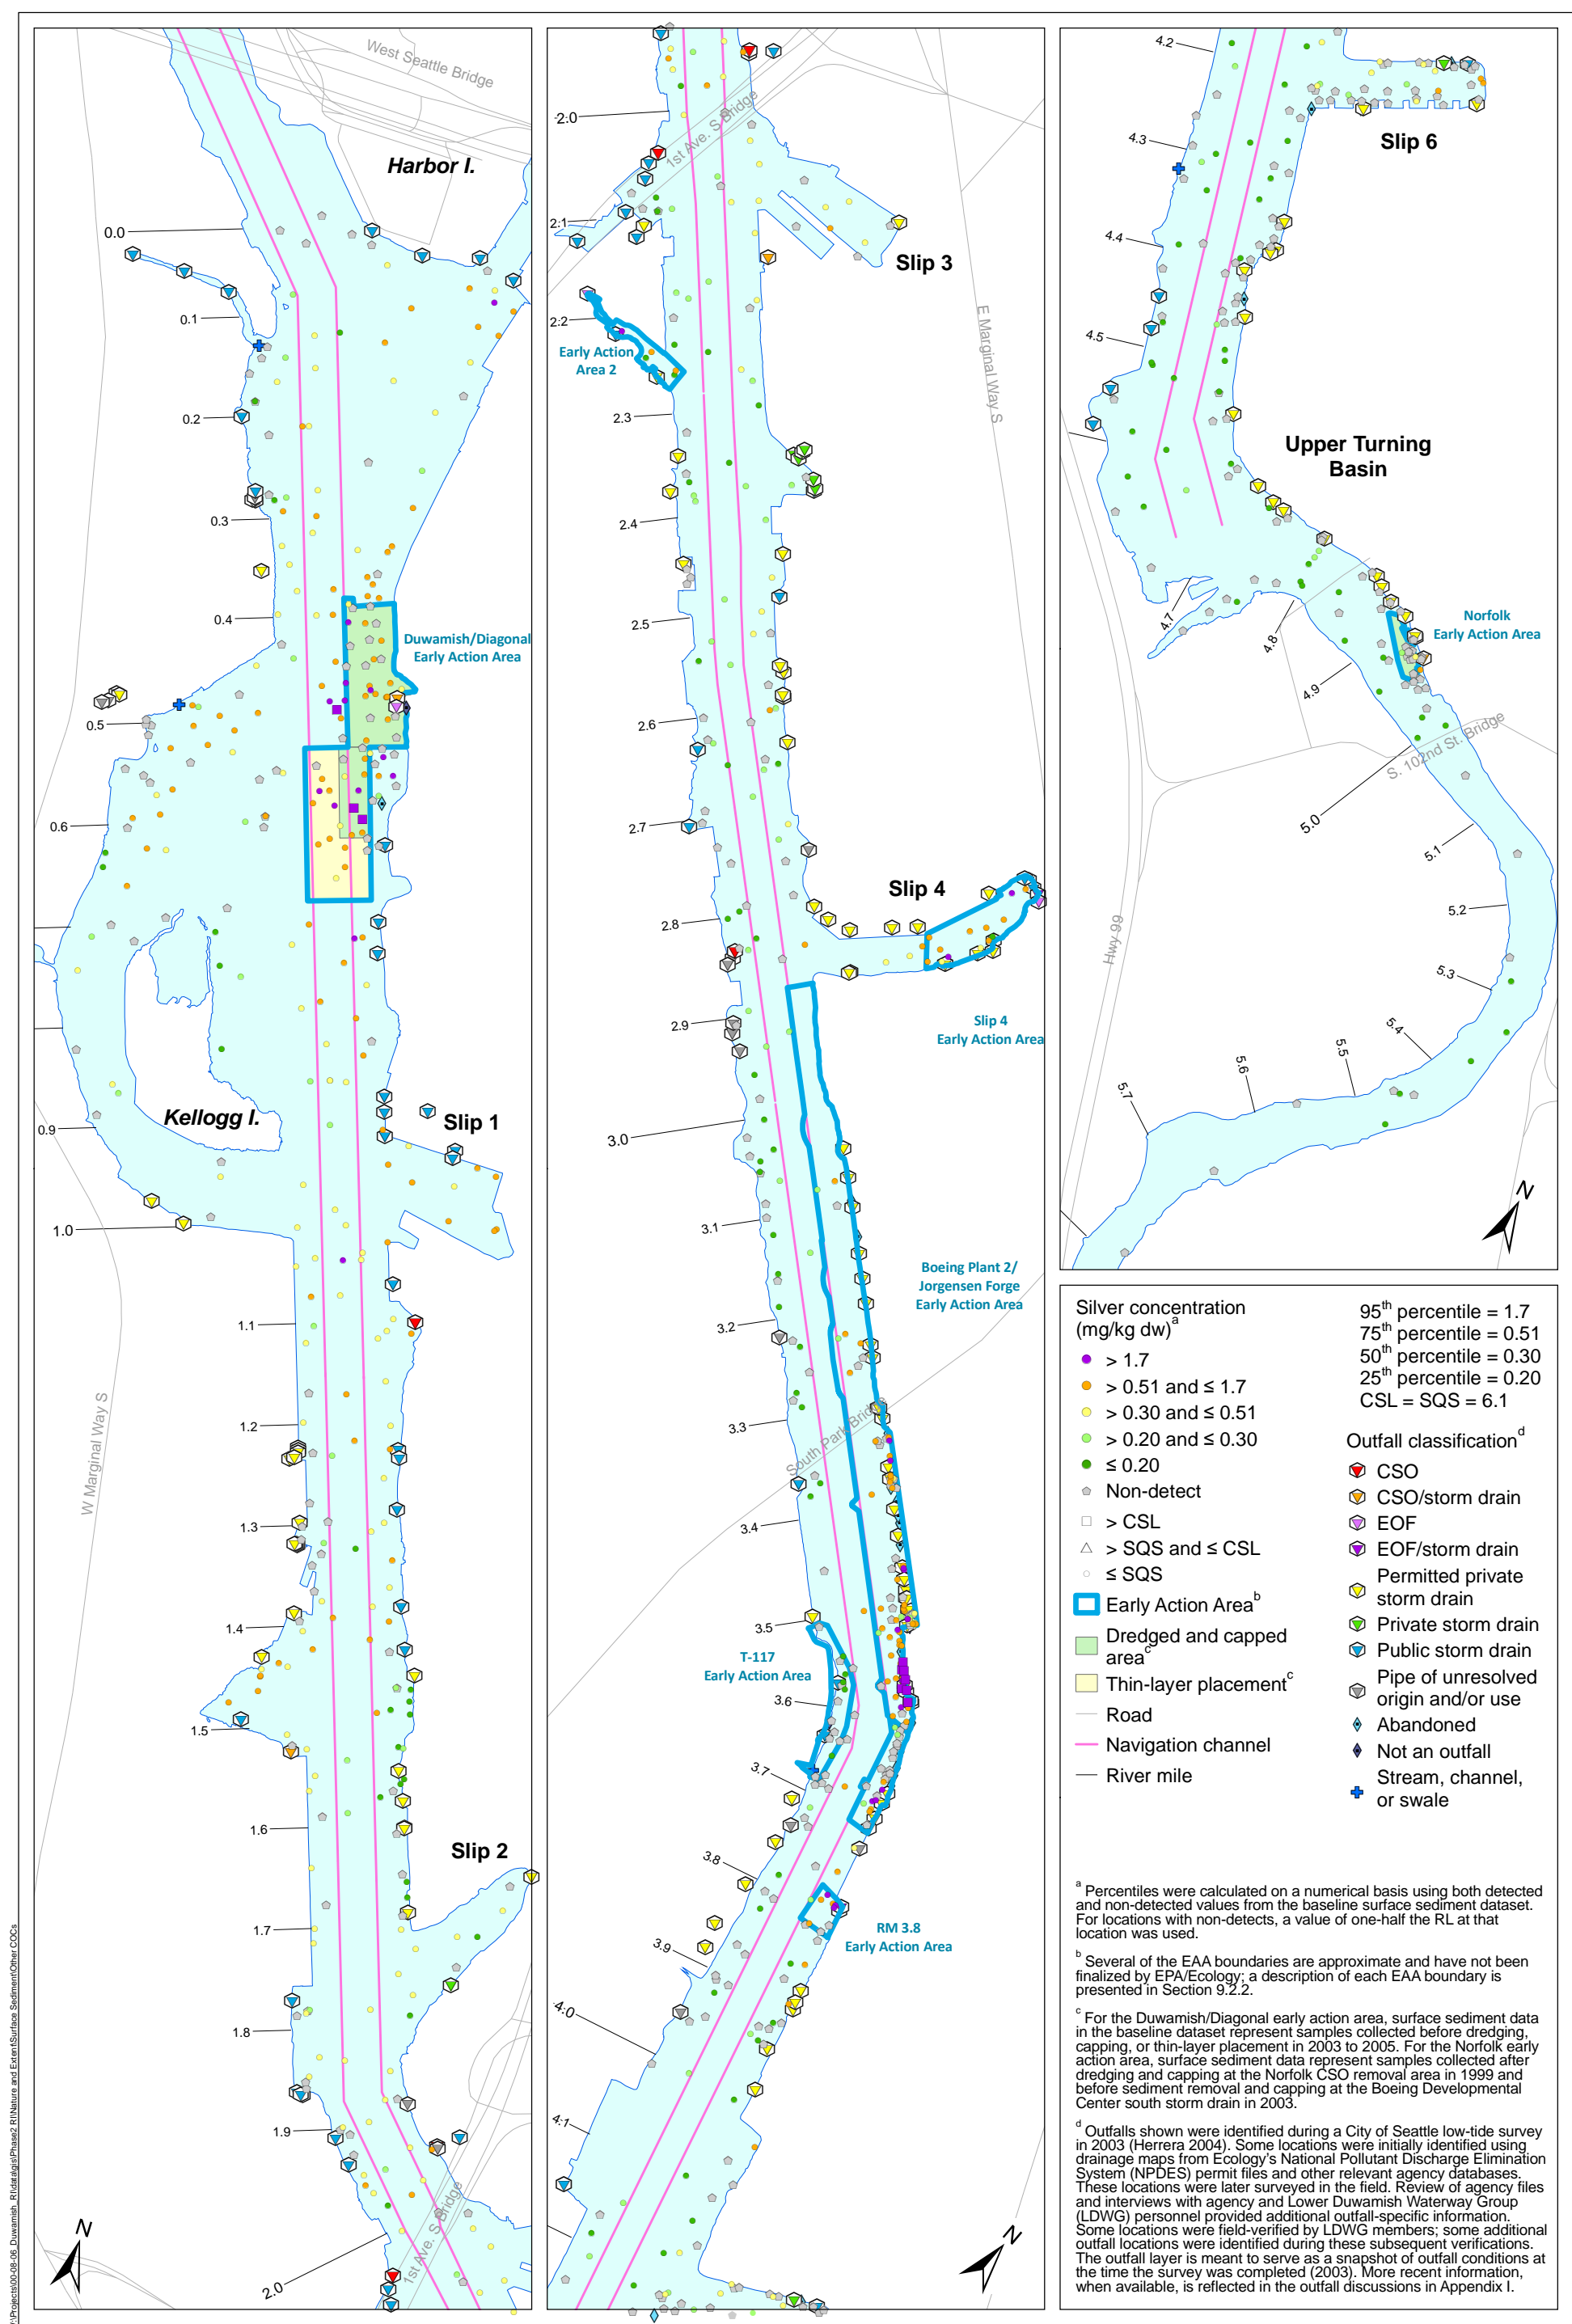 West Seattle Bridge
Harbor I.
0.0
0.1
0.2
0.3
0.4
Duwamish/Diagonal
Early Action Area
0.5
0.6
Kellogg I.
Slip 1
0.9
1.0
1.1
1.2
W Marginal Way S
1.3
1.4
1.5
1.6
Slip 2
1.7
1.8
1.9
2.0
1st Ave. S Bridge
N
2.0
1st Ave. S Bridge
2.1
Slip 3
2.2
Early Action
Area 2
E Marginal Way S
2.3
2.4
2.5
2.6
2.7
Slip 4
2.8
2.9
Slip 4
Early Action Area
3.0
3.1
Boeing Plant 2/
Jorgensen Forge
Early Action Area
3.2
3.3
South Park Bridge
3.4
3.5
T-117
Early Action Area
3.6
3.7
3.8
RM 3.8
Early Action Area
3.9
4.0
4.1
N
4.2
Slip 6
4.3
4.4
4.5
Upper Turning
Basin
4.7
4.8
Norfolk
Early Action Area
4.9
S. 102nd St. Bridge
5.0
5.1
Hwy 99
5.2
5.3
5.4
5.5
5.6
5.7
N
Silver concentration
(mg/kg dw)a
> 1.7
> 0.51 and ≤ 1.7
> 0.30 and ≤ 0.51
> 0.20 and ≤ 0.30
≤ 0.20
Non-detect
> CSL
> SQS and ≤ CSL
≤ SQS
Early Action Areab
Dredged and capped
areac
Thin-layer placementc
Road
Navigation channel
River mile
95th percentile = 1.7
75th percentile = 0.51
50th percentile = 0.30
25th percentile = 0.20
CSL = SQS = 6.1
Outfall classificationd
CSO
CSO/storm drain
EOF
EOF/storm drain
Permitted private
storm drain
Private storm drain
Public storm drain
Pipe of unresolved
origin and/or use
Abandoned
Not an outfall
Stream, channel,
or swale
a Percentiles were calculated on a numerical basis using both detected
and non-detected values from the baseline surface sediment dataset.
For locations with non-detects, a value of one-half the RL at that
location was used.
b Several of the EAA boundaries are approximate and have not been
finalized by EPA/Ecology; a description of each EAA boundary is
presented in Section 9.2.2.
c For the Duwamish/Diagonal early action area, surface sediment data
in the baseline dataset represent samples collected before dredging,
capping, or thin-layer placement in 2003 to 2005. For the Norfolk early
action area, surface sediment data represent samples collected after
dredging and capping at the Norfolk CSO removal area in 1999 and
before sediment removal and capping at the Boeing Developmental
Center south storm drain in 2003.
d Outfalls shown were identified during a City of Seattle low-tide survey
in 2003 (Herrera 2004). Some locations were initially identified using
drainage maps from Ecology's National Pollutant Discharge Elimination
System (NPDES) permit files and other relevant agency databases.
These locations were later surveyed in the field. Review of agency files
and interviews with agency and Lower Duwamish Waterway Group
(LDWG) personnel provided additional outfall-specific information.
Some locations were field-verified by LDWG members; some additional
outfall locations were identified during these subsequent verifications.
The outfall layer is meant to serve as a snapshot of outfall conditions at
the time the survey was completed (2003). More recent information,
when available, is reflected in the outfall discussions in Appendix I.